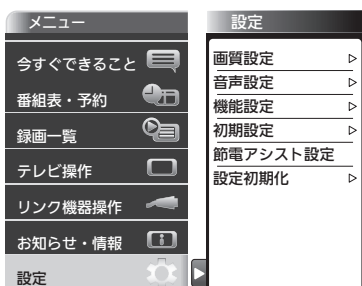 メニュー
今すぐできること
番組表・予約
録画一覧
テレビ操作
リンク機器操作
お知らせ・情報
設定
設定
画質設定
音声設定
機能設定
初期設定
節電アシスト設定
設定初期化